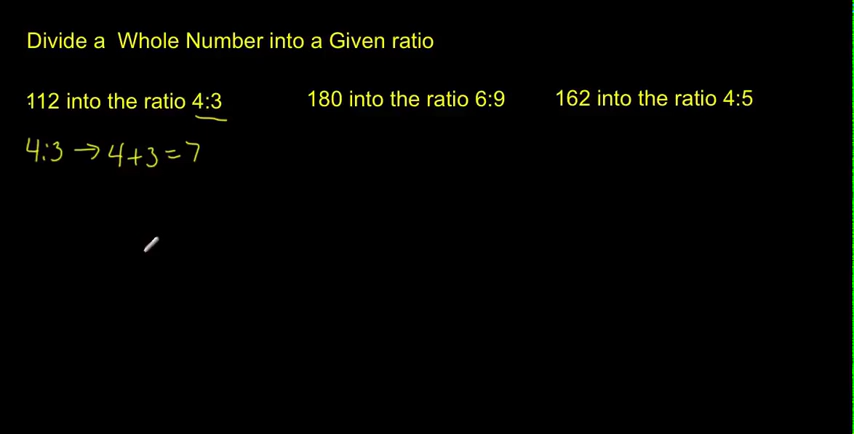 Divide a Whole Number into a Given ratio
112 into the ratio 4:3
180 into the ratio 6:9
162 into the ratio 4:5
4:3 → 4+3=7